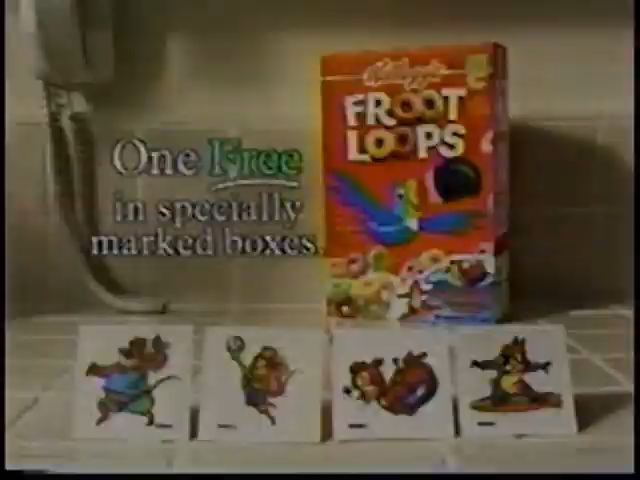 Kellogg's
FROOT
LOOPS
One Free
in specially
marked boxes.